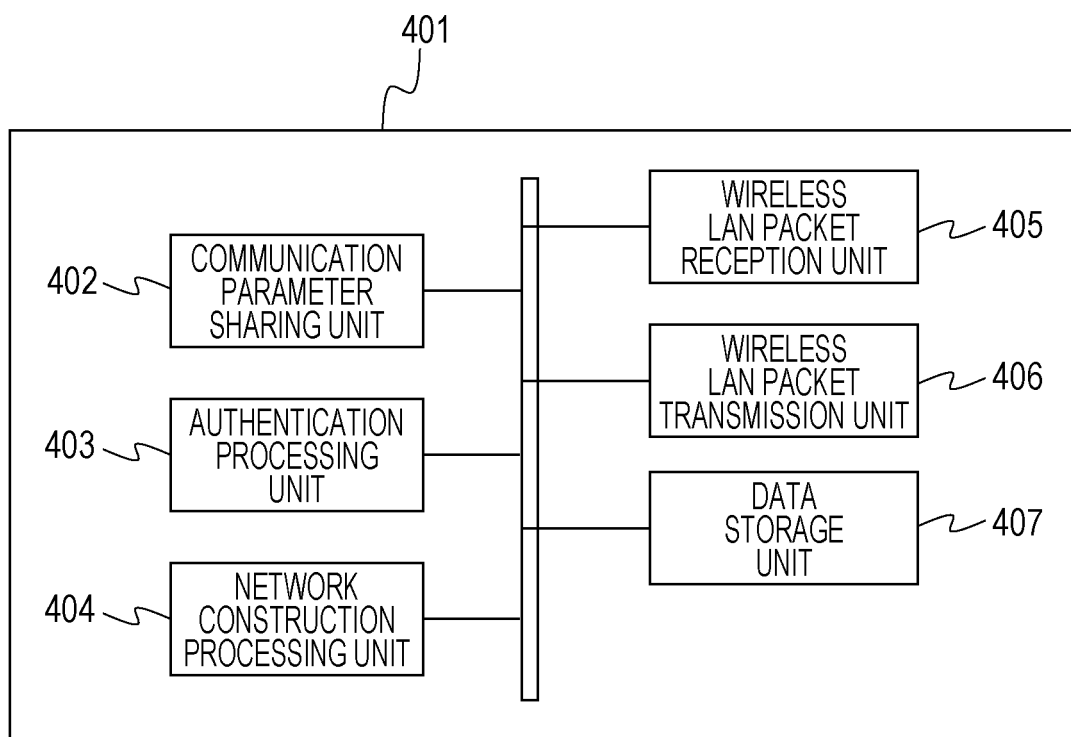 401
402
COMMUNICATION
PARAMETER
SHARING UNIT
403
AUTHENTICATION
PROCESSING
UNIT
404
NETWORK
CONSTRUCTION
PROCESSING UNIT
WIRELESS
LAN PACKET
RECEPTION UNIT
405
WIRELESS
LAN PACKET
TRANSMISSION UNIT
406
DATA
STORAGE
UNIT
407